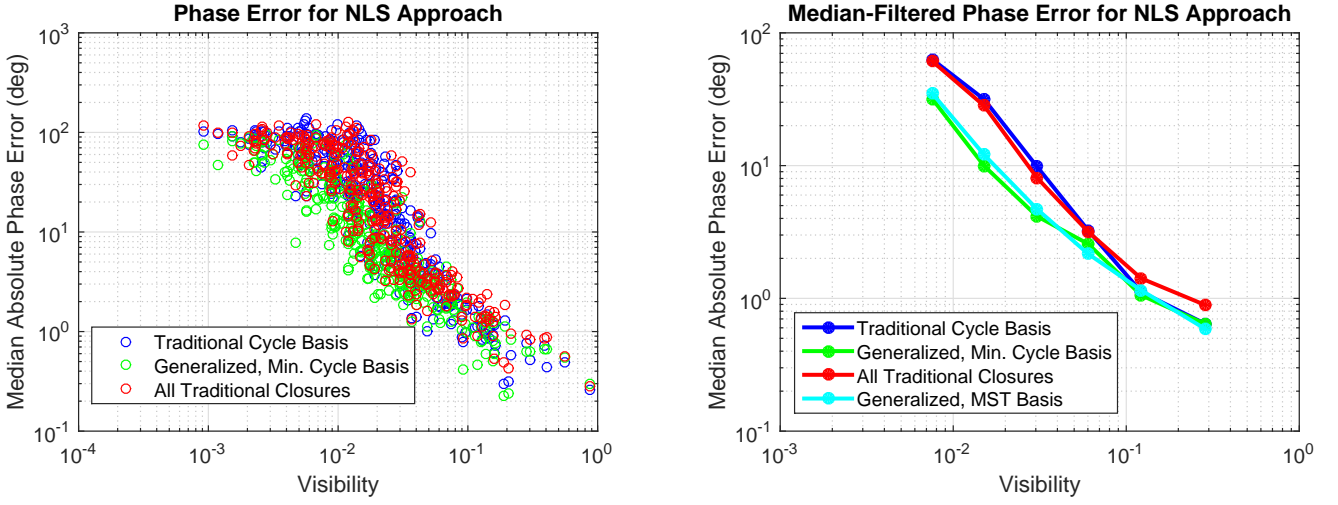 Phase Error for NLS Approach
Median Absolute Phase Error (deg)
10^3
10^2
10^1
10^0
10^-1
Traditional Cycle Basis
Generalized, Min. Cycle Basis
All Traditional Closures
10^-4
10^-3
10^-2
10^-1
10^0
Visibility
Median-Filtered Phase Error for NLS Approach
Median Absolute Phase Error (deg)
10^2
10^1
10^0
10^-1
Traditional Cycle Basis
Generalized, Min. Cycle Basis
All Traditional Closures
Generalized, MST Basis
10^-3
10^-2
10^-1
10^0
Visibility